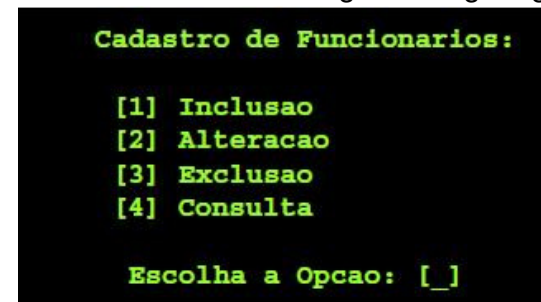 Cadastro de Funcionarios:
[1] Inclusao
[2] Alteracao
[3] Exclusao
[4] Consulta
Escolha a Opcao: [_]